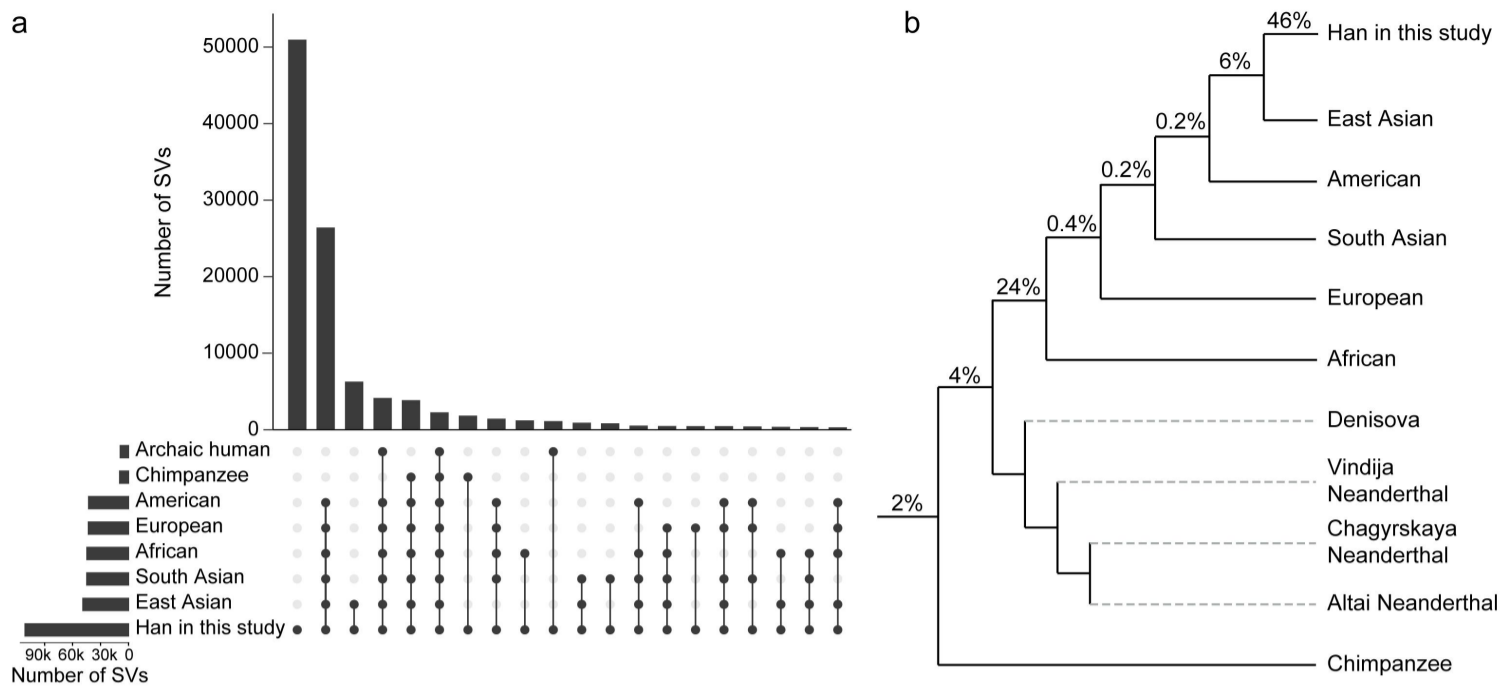 a
50000
40000
30000
20000
10000
0
Number of SVs
Archaic human
Chimpanzee
American
European
African
South Asian
East Asian
Han in this study
90k 60k 30k 0
Number of SVs
b
46%
6%
0.2%
0.2%
0.4%
24%
4%
2%
Han in this study
East Asian
American
South Asian
European
African
Denisova
Vindija
Neanderthal
Chagyrskaya
Neanderthal
Altai Neanderthal
Chimpanzee